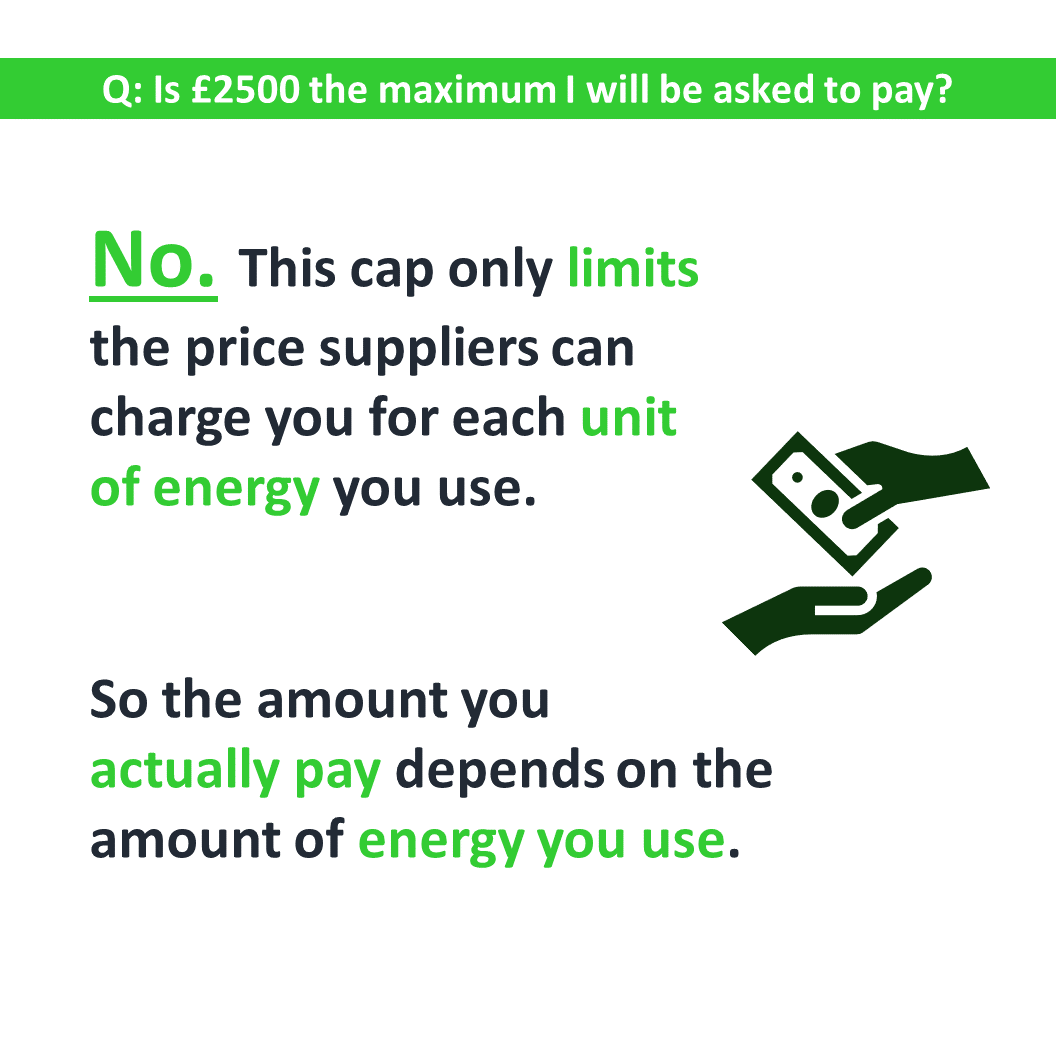 Q: Is £2500 the maximum I will be asked to pay?
No. This cap only limits
the price suppliers can
charge you for each unit
of energy you use.
So the amount you
actually pay depends on the
amount of energy you use.